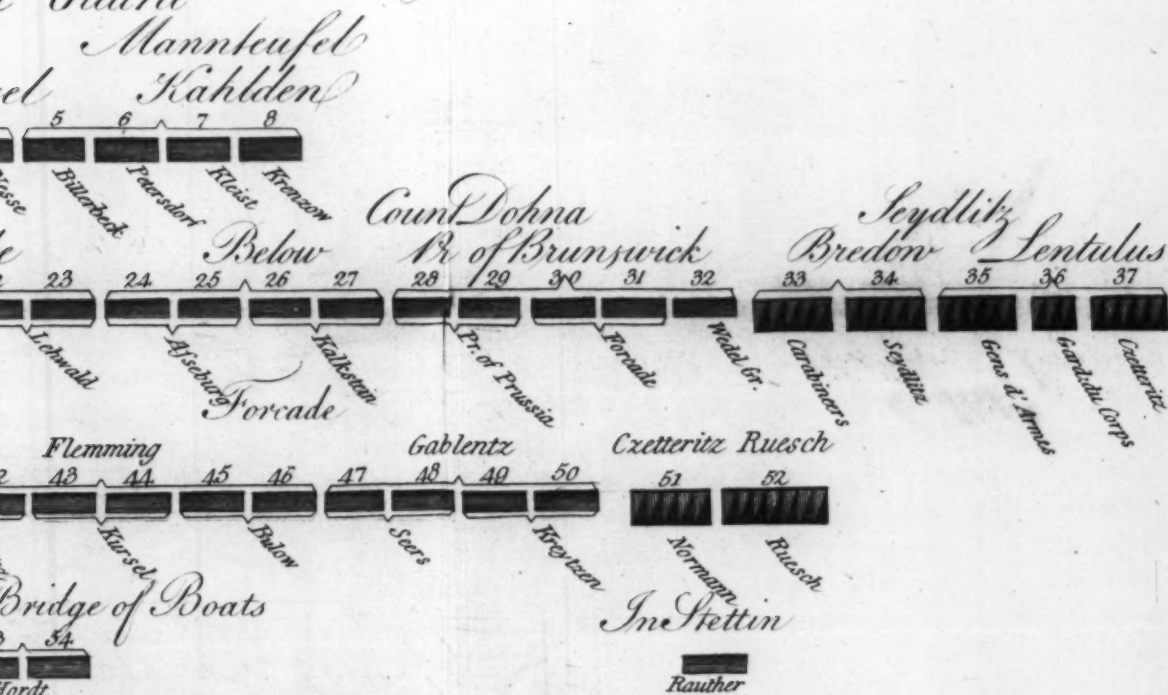 Mannteufel
Kahlden
5 6 7 8
Billerbeck Petersdorf Kleist Krenzow
Count Dohna Seydlitz
Below Pr of Brunswick Bredow Lentulus
23 24 25 26 27 28 29 30 31 32 33 34 35 36 37
Lehwald Asseburg Kalkstein Pr. of Prussia Forcade Wedel Gr. Carabineers Seydlitz Gens d'Armes Gard: du Corps Czetteritz
Forcade
Flemming Gablentz Czetteritz Ruesch
43 44 45 46 47 48 49 50 51 52
Kursel Bulow Seers Kreytzen Normann Ruesch
Bridge of Boats In Stettin
54
Hordt Rauther